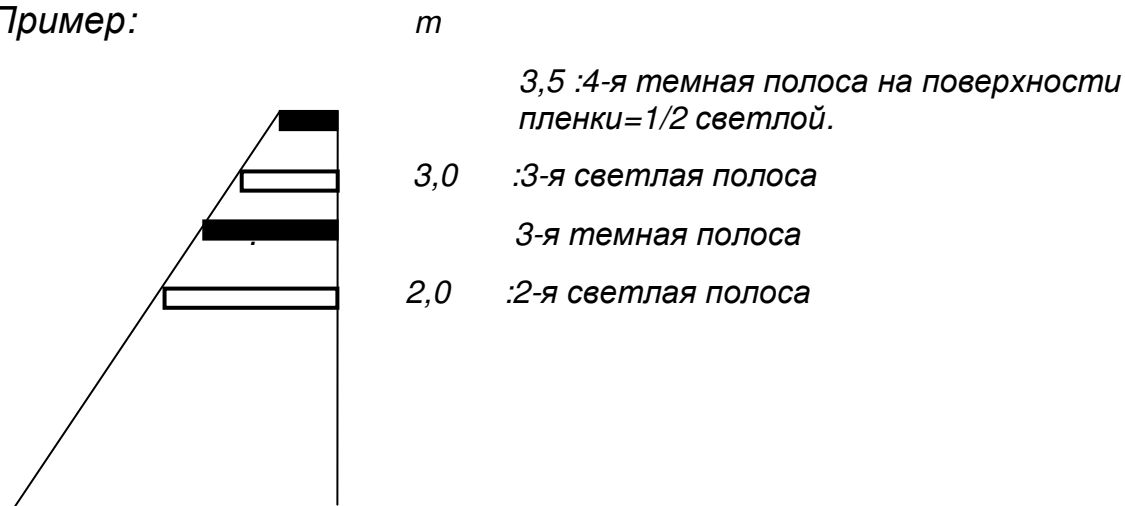 Пример:
m
3,5 :4-я темная полоса на поверхности
пленки=1/2 светлой.
3,0 :3-я светлая полоса
3-я темная полоса
2,0 :2-я светлая полоса